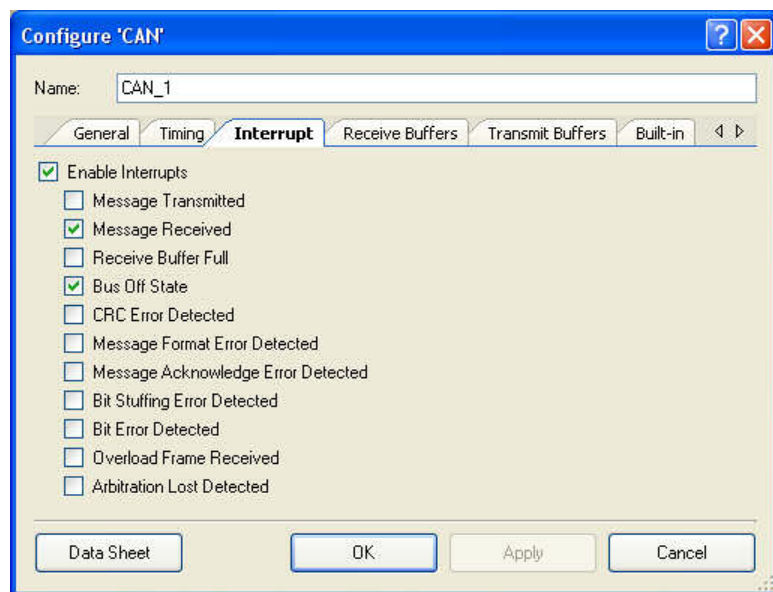 Configure 'CAN'
Name: CAN_1
General Timing Interrupt Receive Buffers Transmit Buffers Built-in
Enable Interrupts
Message Transmitted
Message Received
Receive Buffer Full
Bus Off State
CRC Error Detected
Message Format Error Detected
Message Acknowledge Error Detected
Bit Stuffing Error Detected
Bit Error Detected
Overload Frame Received
Arbitration Lost Detected
Data Sheet OK Apply Cancel